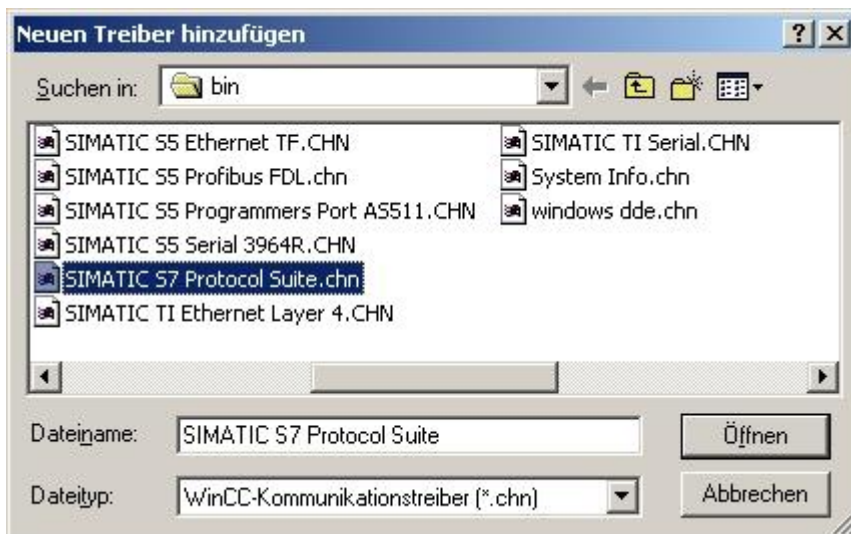 Neuen Treiber hinzufügen
Suchen in: bin
SIMATIC S5 Ethernet TF.CHN
SIMATIC S5 Profibus FDL.chn
SIMATIC S5 Programmers Port AS511.CHN
SIMATIC S5 Serial 3964R.CHN
SIMATIC S7 Protocol Suite.chn
SIMATIC TI Ethernet Layer 4.CHN
SIMATIC TI Serial.CHN
System Info.chn
windows dde.chn
Dateiname: SIMATIC S7 Protocol Suite Öffnen
Dateityp: WinCC-Kommunikationstreiber (*.chn) Abbrechen